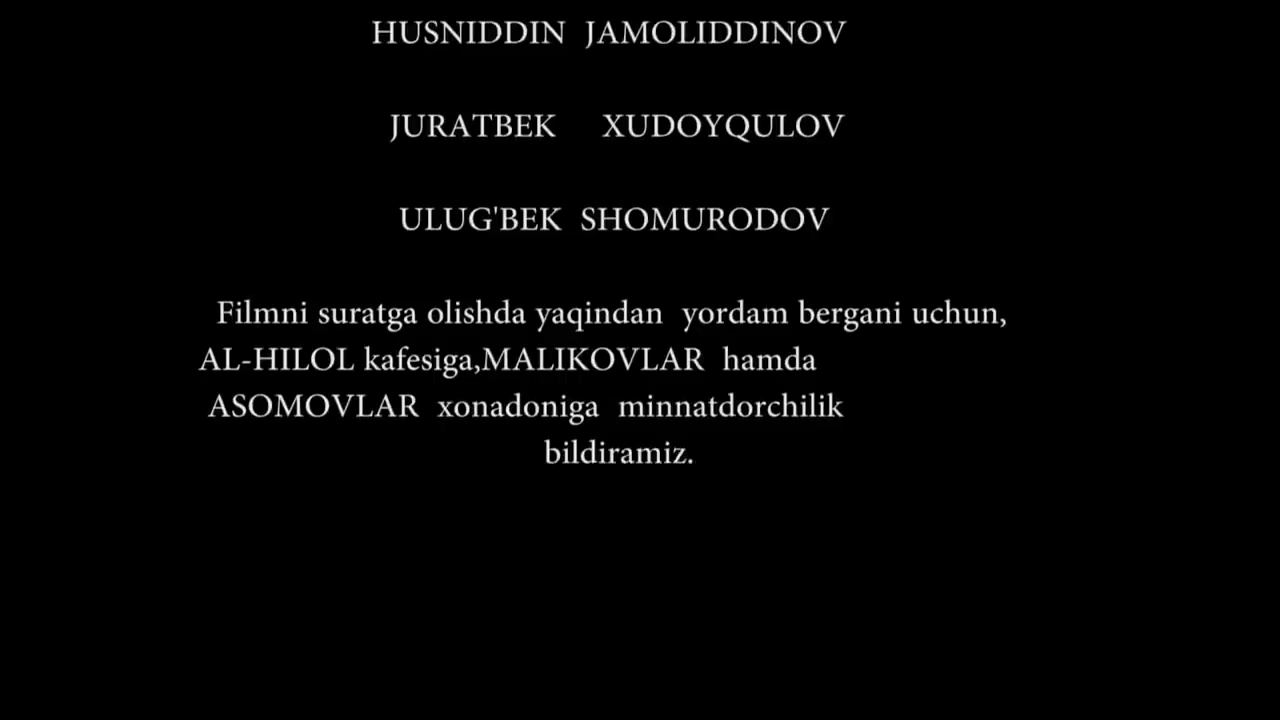 HUSNIDDIN JAMOLIDDINOV
JURATBEK XUDOYQULOV
ULUG'BEK SHOMURODOV
Filmni suratga olishda yaqindan yordam bergani uchun,
AL-HILOL kafesiga,MALIKOVLAR hamda
ASOMOVLAR xonadoniga minnatdorchilik
bildiramiz.